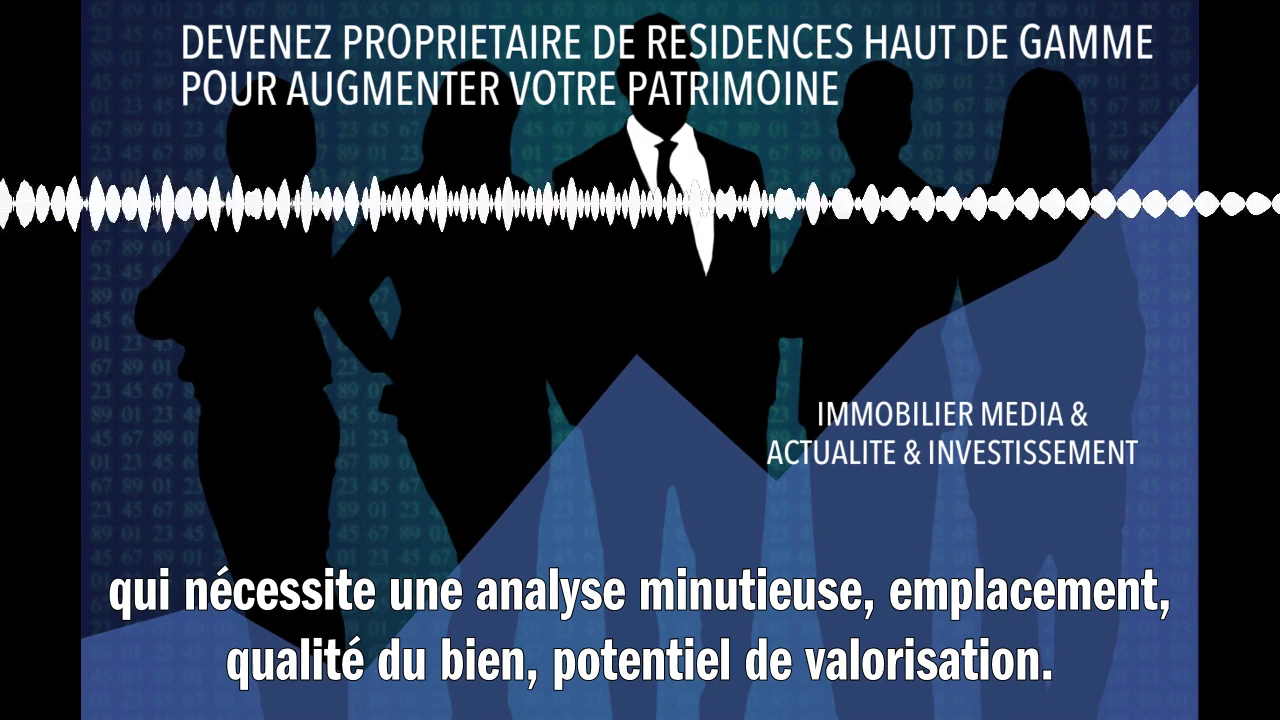 DEVENEZ PROPRIETAIRE DE RESIDENCES HAUT DE GAMME
POUR AUGMENTER VOTRE PATRIMOINE
IMMOBILIER MEDIA &
ACTUALITE & INVESTISSEMENT
qui nécessite une analyse minutieuse, emplacement,
qualité du bien, potentiel de valorisation.